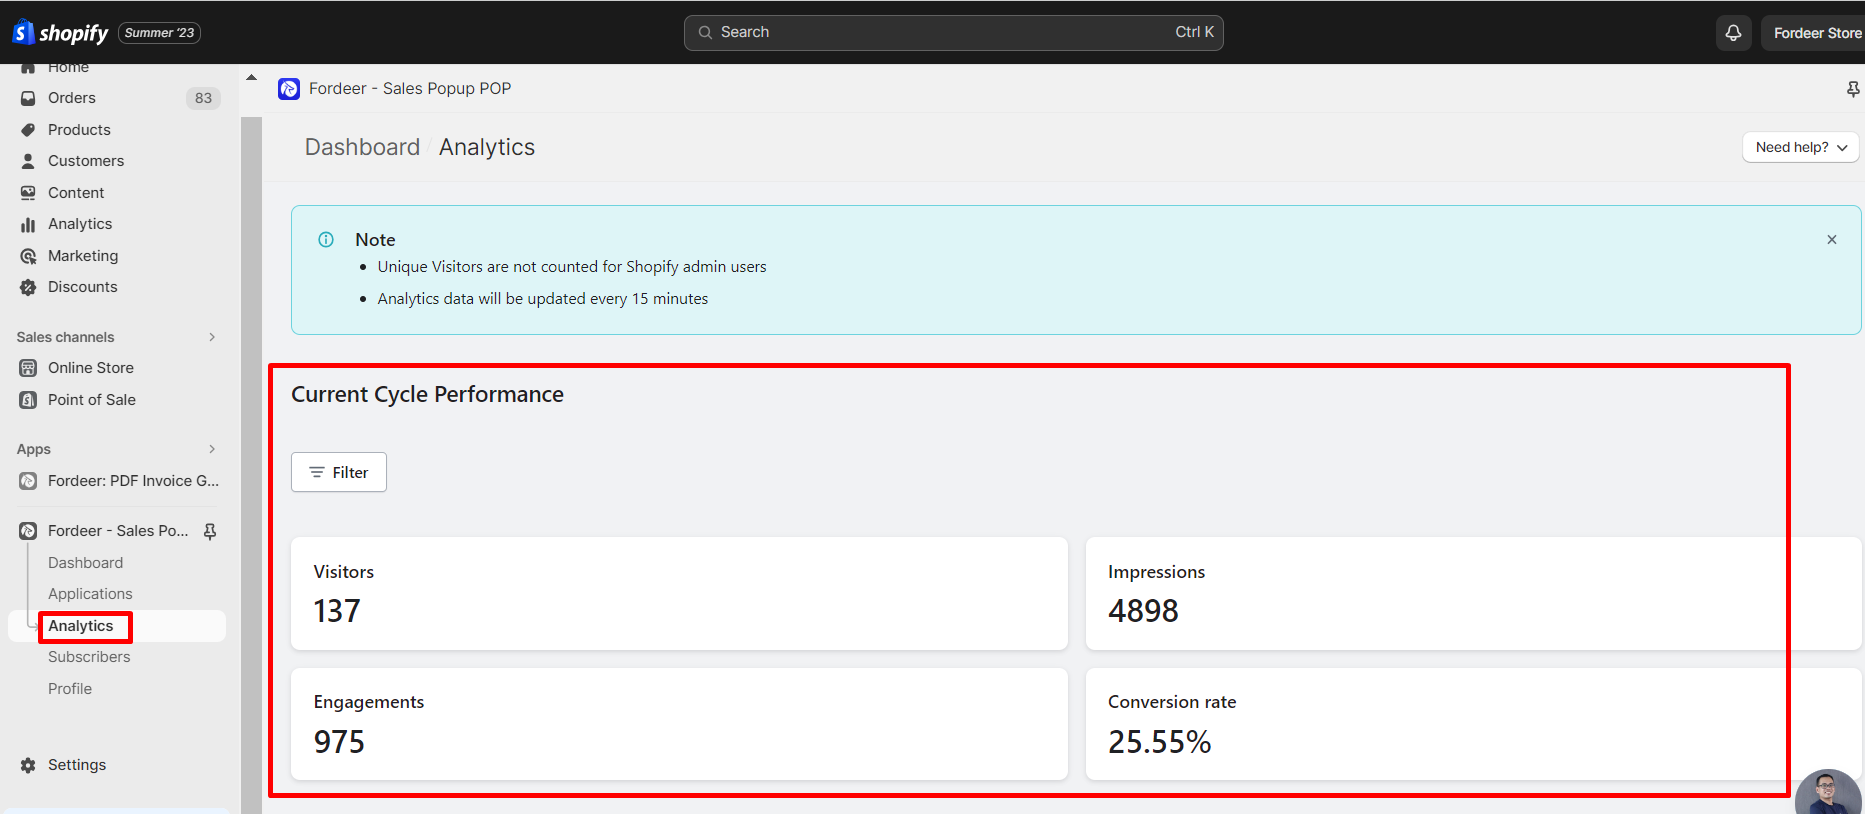 shopify Summer '23
Search Ctrl K
Fordeer Store
Home
Orders 83
Products
Customers
Content
Analytics
Marketing
Discounts
Sales channels
Online Store
Point of Sale
Apps
Fordeer: PDF Invoice G...
Fordeer - Sales Po...
Dashboard
Applications
Analytics
Subscribers
Profile
Settings
Fordeer - Sales Popup POP
Dashboard / Analytics
Need help?
Note
Unique Visitors are not counted for Shopify admin users
Analytics data will be updated every 15 minutes
Current Cycle Performance
Filter
Visitors
137
Impressions
4898
Engagements
975
Conversion rate
25.55%